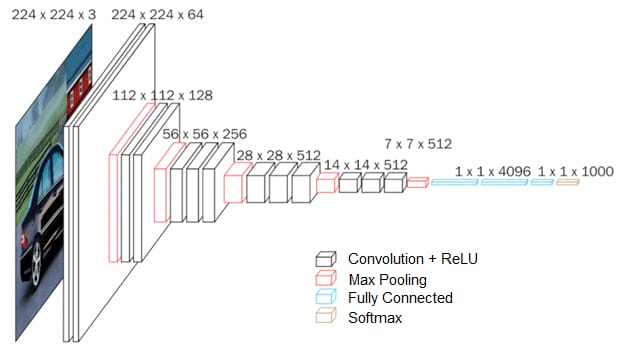 224 x 224 x 3
224 x 224 x 64
112 x 112 x 128
56 x 56 x 256
28 x 28 x 512
14 x 14 x 512
7 x 7 x 512
1 x 1 x 4096
1 x 1 x 1000
Convolution + ReLU
Max Pooling
Fully Connected
Softmax